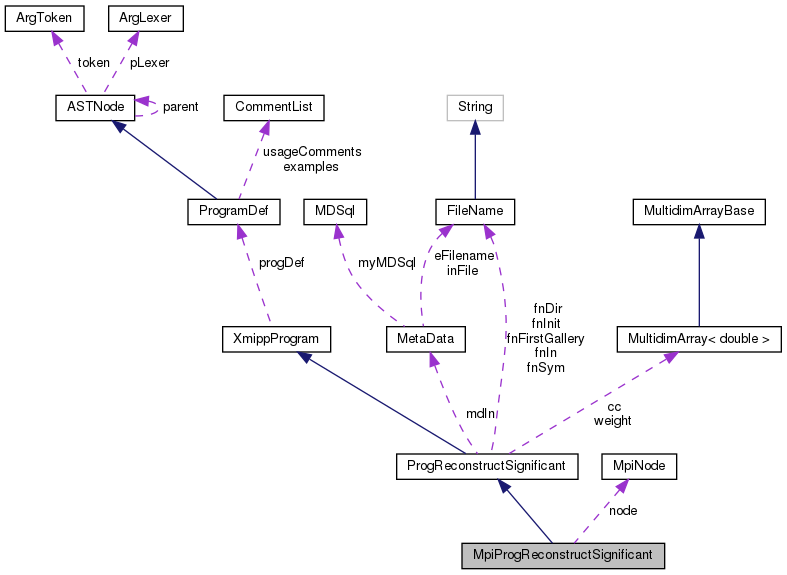 ArgToken
ArgLexer
token
pLexer
ASTNode
parent
CommentList
String
usageComments
examples
ProgramDef
MDSql
FileName
MultidimArrayBase
progDef
myMDSql
eFilename
inFile
fnDir
fnInit
fnFirstGallery
fnIn
fnSym
XmippProgram
MetaData
MultidimArray< double >
mdIn
cc
weight
ProgReconstructSignificant
MpiNode
node
MpiProgReconstructSignificant